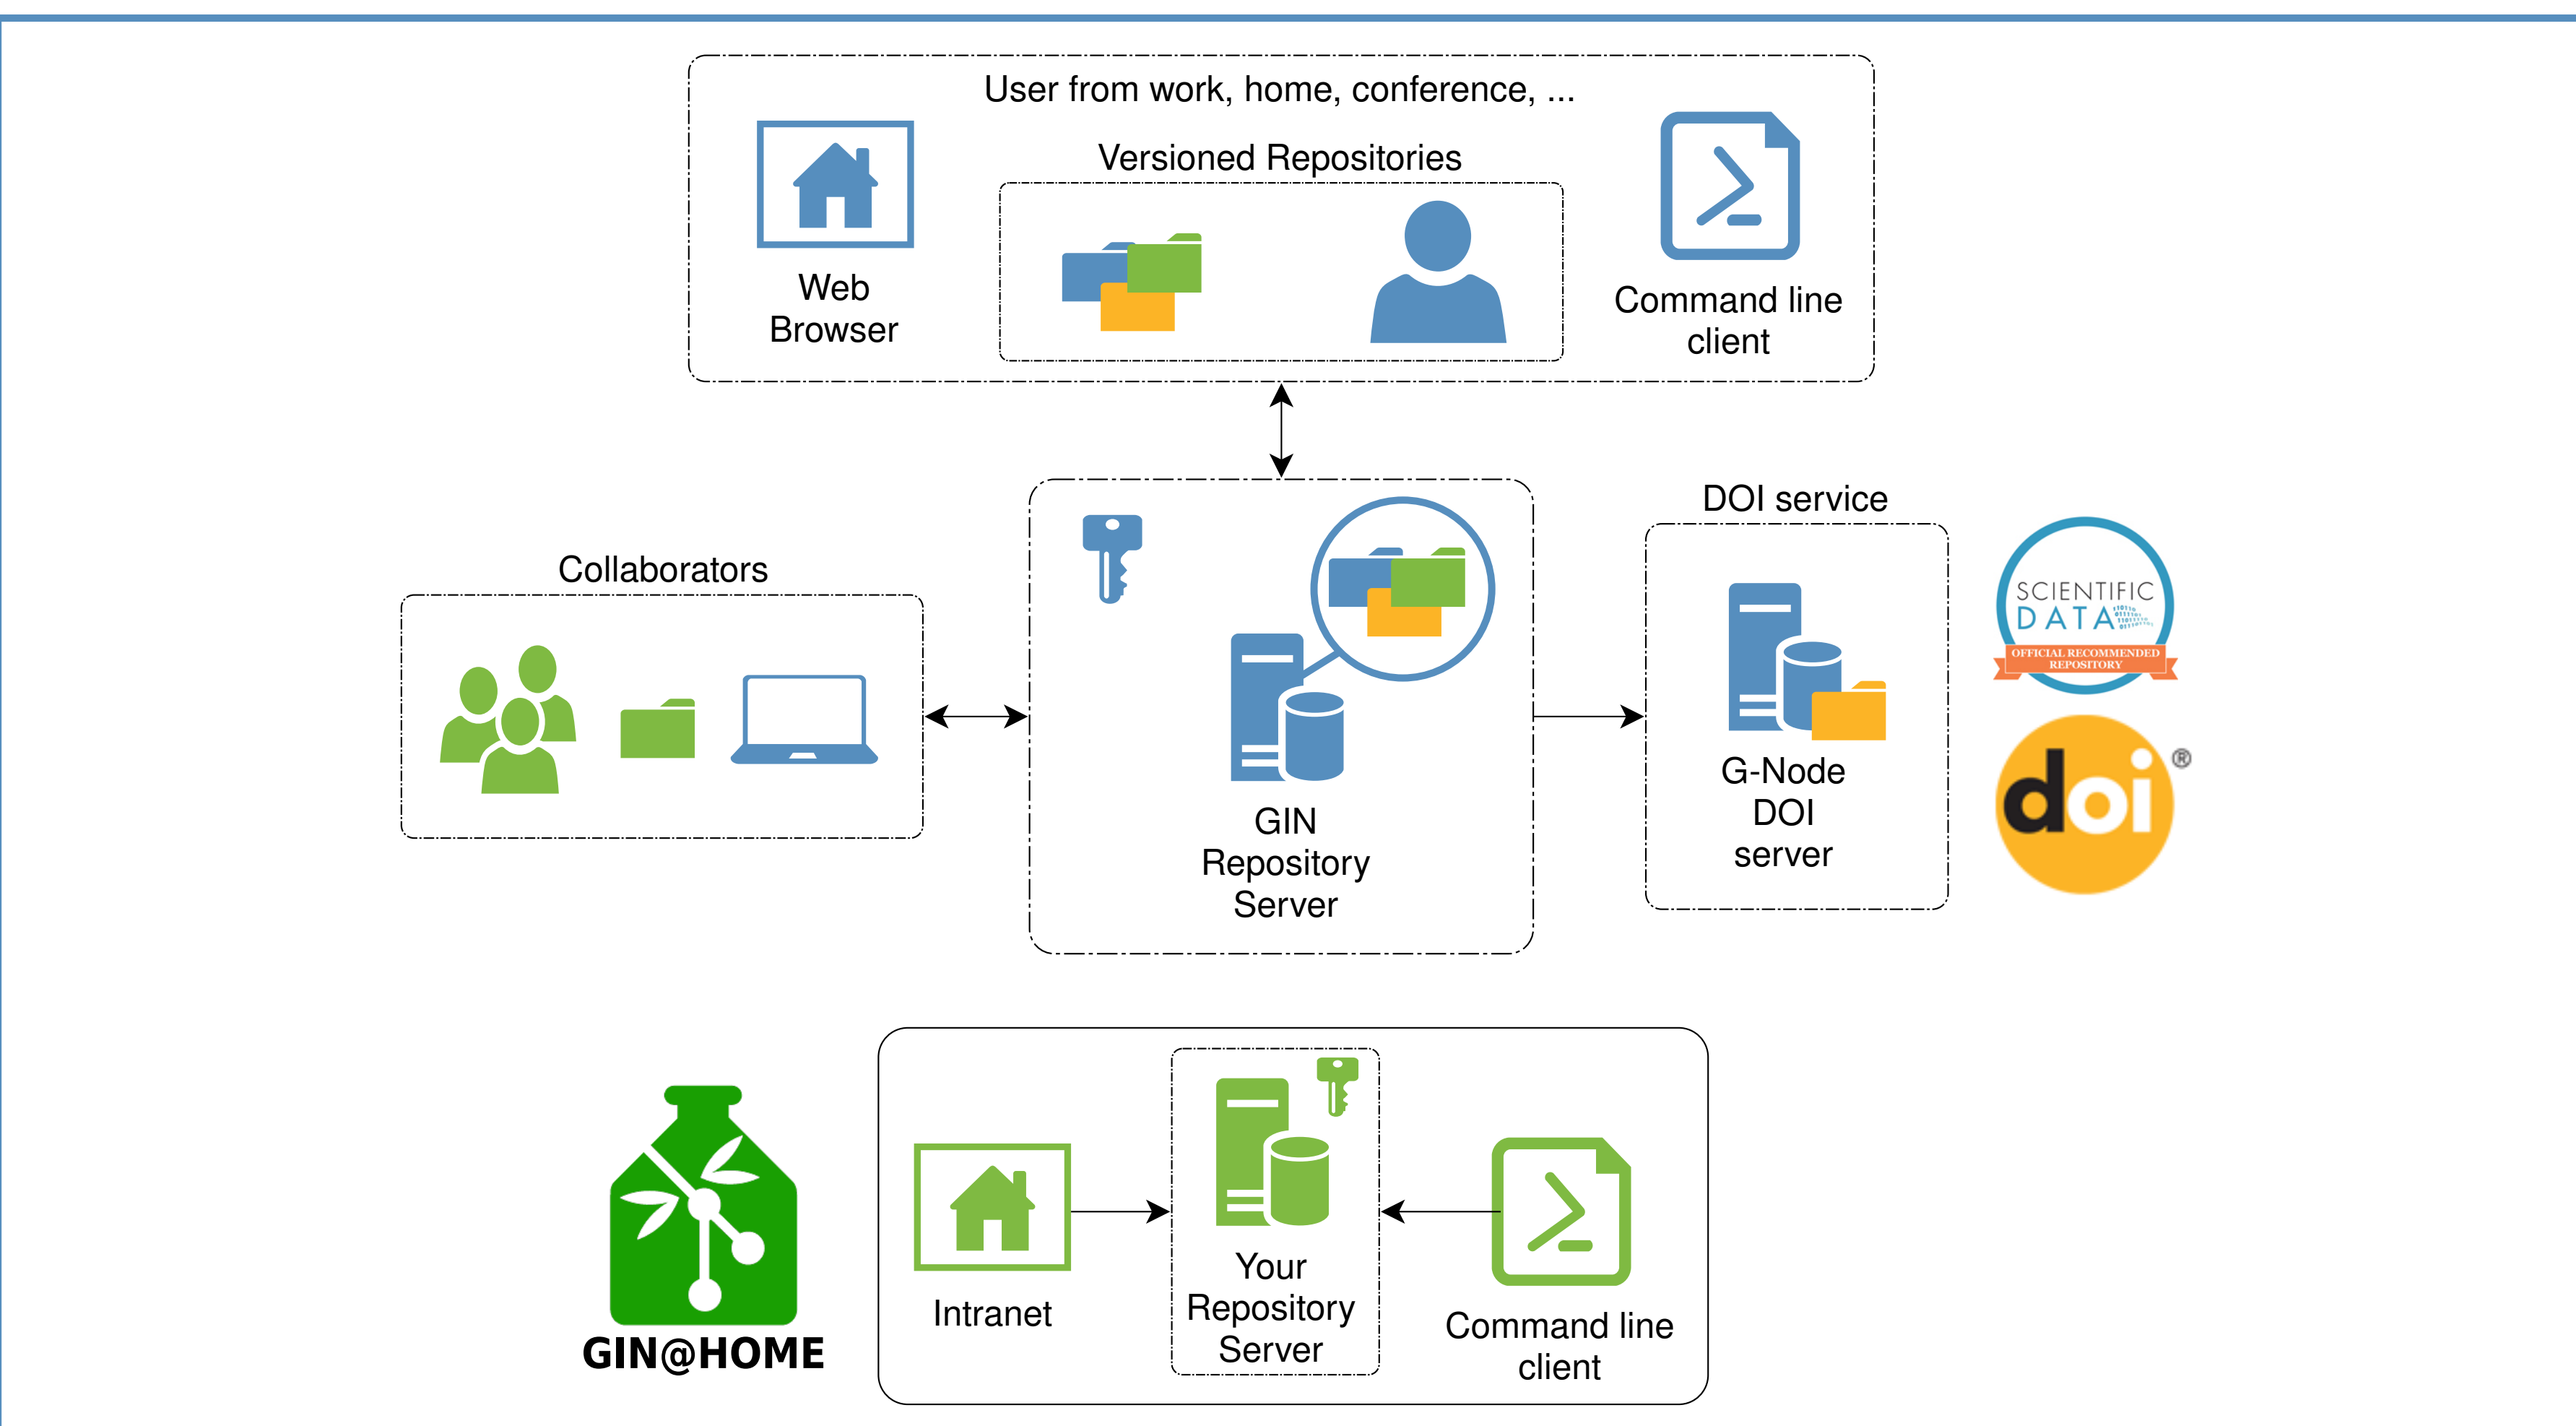 User from work, home, conference, ...
Versioned Repositories
Web
Browser
Command line
client
Collaborators
GIN
Repository
Server
DOI service
G-Node
DOI
server
SCIENTIFIC
DATA
OFFICIAL RECOMMENDED
REPOSITORY
doi®
GIN@HOME
Intranet
Your
Repository
Server
Command line
client